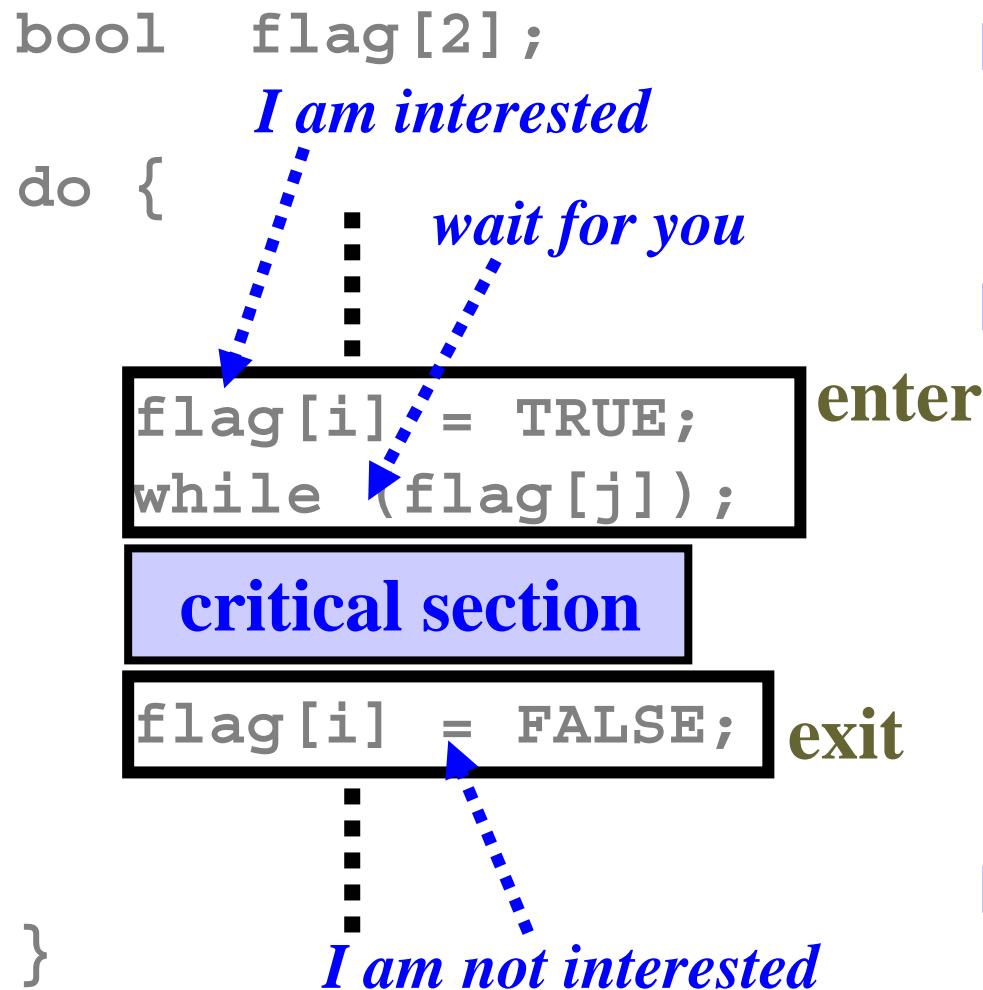 bool flag[2];
I am interested
do {
wait for you
flag[i] = TRUE;
enter
while (flag[j]);
critical section
flag[i] = FALSE;
exit
}
I am not interested